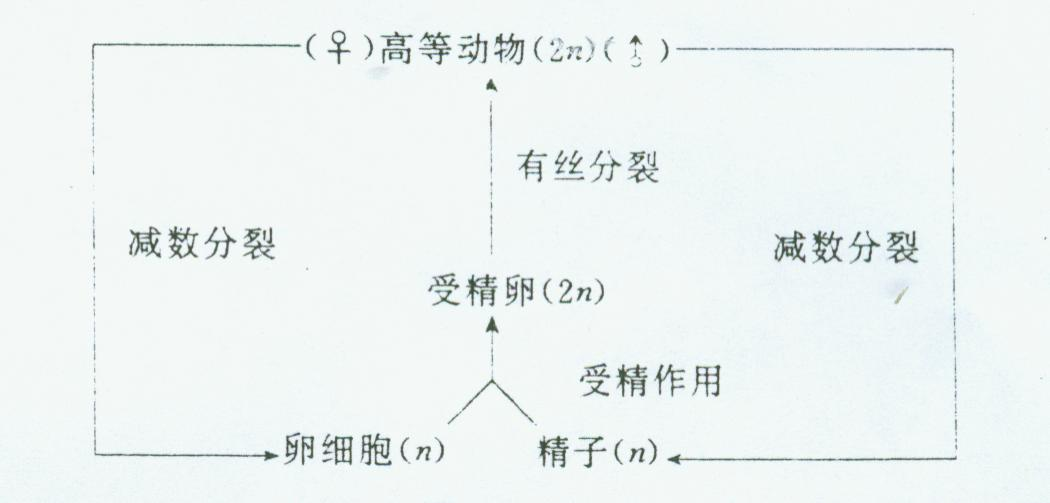 (♀)高等动物(2n)(♂)
有丝分裂
减数分裂
减数分裂
受精卵(2n)
受精作用
卵细胞(n) 精子(n)